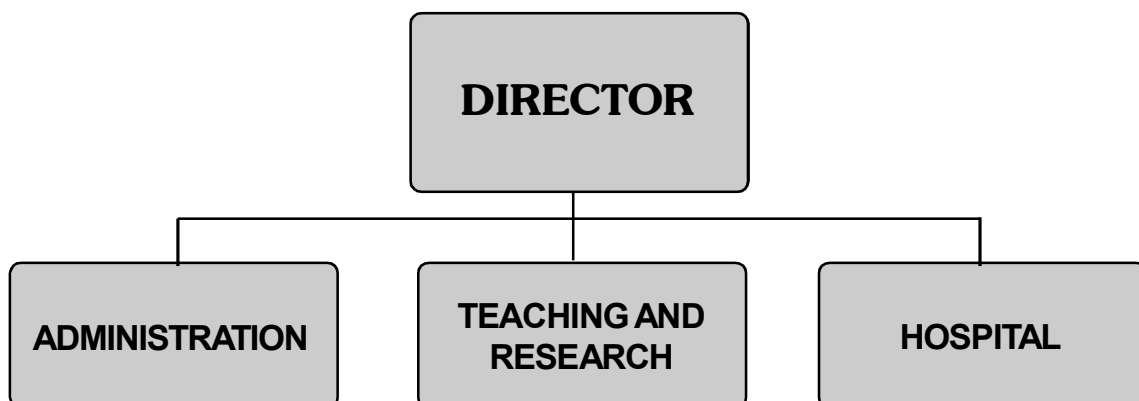 DIRECTOR
ADMINISTRATION
TEACHING AND
RESEARCH
HOSPITAL